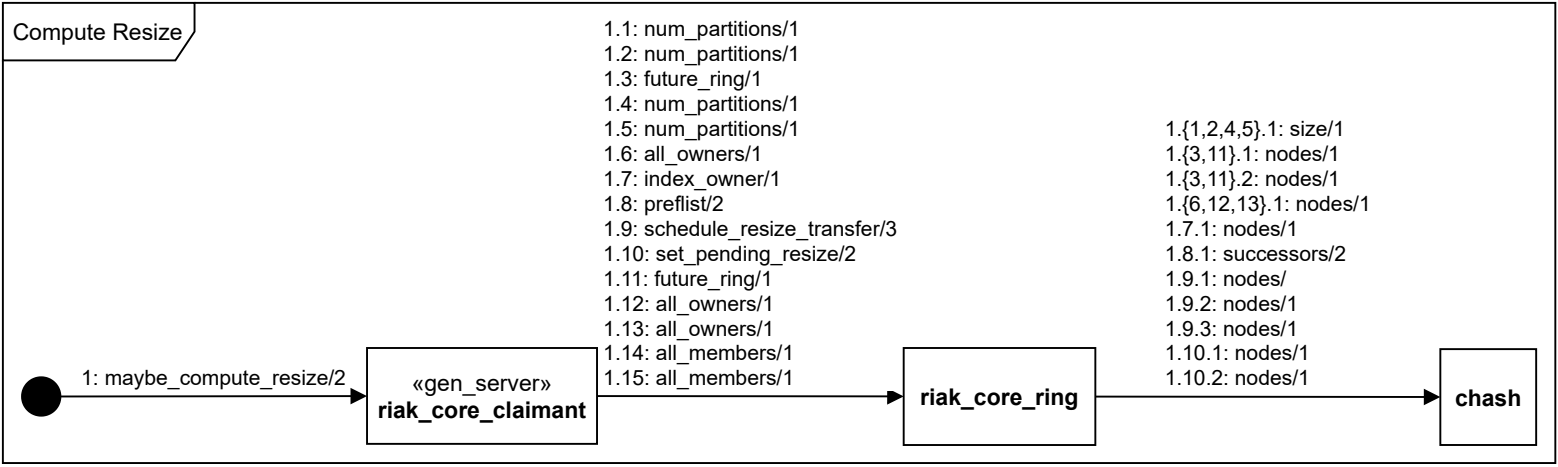 Compute Resize
1: maybe_compute_resize/2
«gen_server»
riak_core_claimant
1.1: num_partitions/1
1.2: num_partitions/1
1.3: future_ring/1
1.4: num_partitions/1
1.5: num_partitions/1
1.6: all_owners/1
1.7: index_owner/1
1.8: preflist/2
1.9: schedule_resize_transfer/3
1.10: set_pending_resize/2
1.11: future_ring/1
1.12: all_owners/1
1.13: all_owners/1
1.14: all_members/1
1.15: all_members/1
riak_core_ring
1.{1,2,4,5}.1: size/1
1.{3,11}.1: nodes/1
1.{3,11}.2: nodes/1
1.{6,12,13}.1: nodes/1
1.7.1: nodes/1
1.8.1: successors/2
1.9.1: nodes/
1.9.2: nodes/1
1.9.3: nodes/1
1.10.1: nodes/1
1.10.2: nodes/1
chash